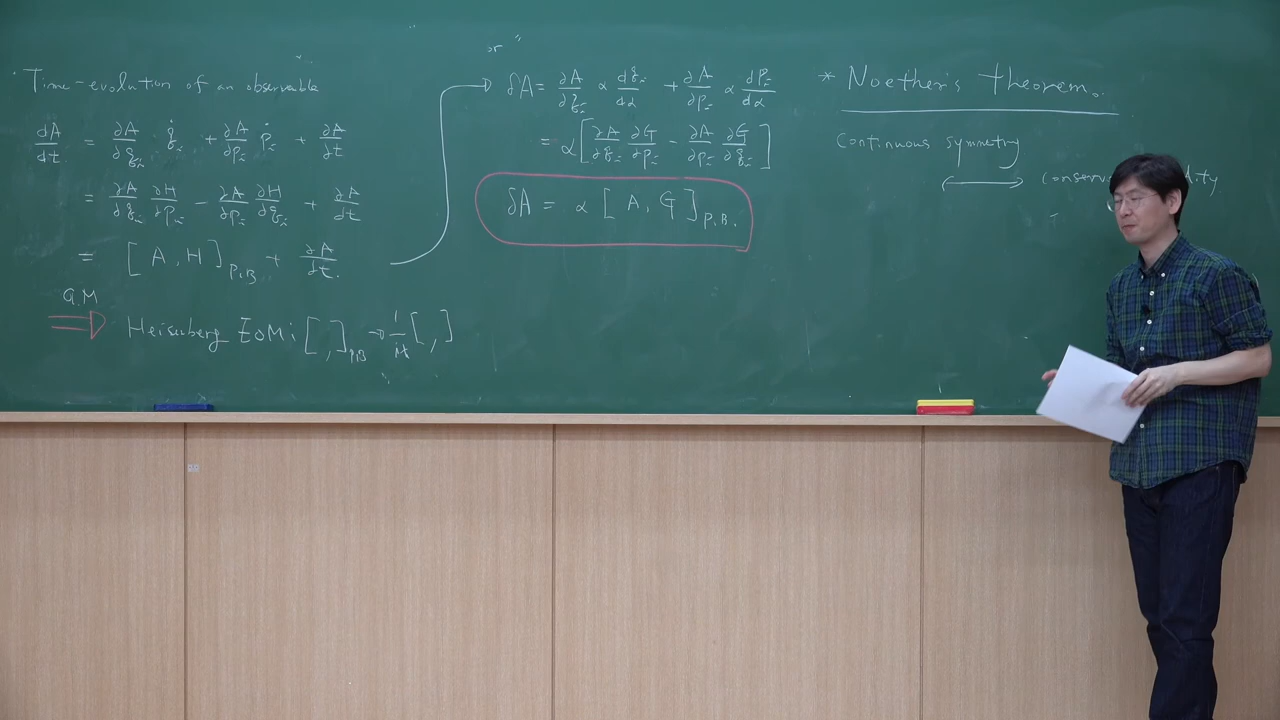 Time-evolution of an observable
dA/dt = ∂A/∂q_i q̇_i + ∂A/∂p_i ṗ_i + ∂A/∂t
= ∂A/∂q_i ∂H/∂p_i - ∂A/∂p_i ∂H/∂q_i + ∂A/∂t
= [A, H]_P.B + ∂A/∂t.
Q.M
⇒ Heisenberg EoM; [ , ]_P.B → 1/iħ [ , ]
or
δA = ∂A/∂q_i α dq_i/dα + ∂A/∂p_i α dp_i/dα
= α [ ∂A/∂q_i ∂G/∂p_i - ∂A/∂p_i ∂G/∂q_i ]
δA = α [A, G]_P.B.
* Noether's theorem.
Continuous symmetry
↔